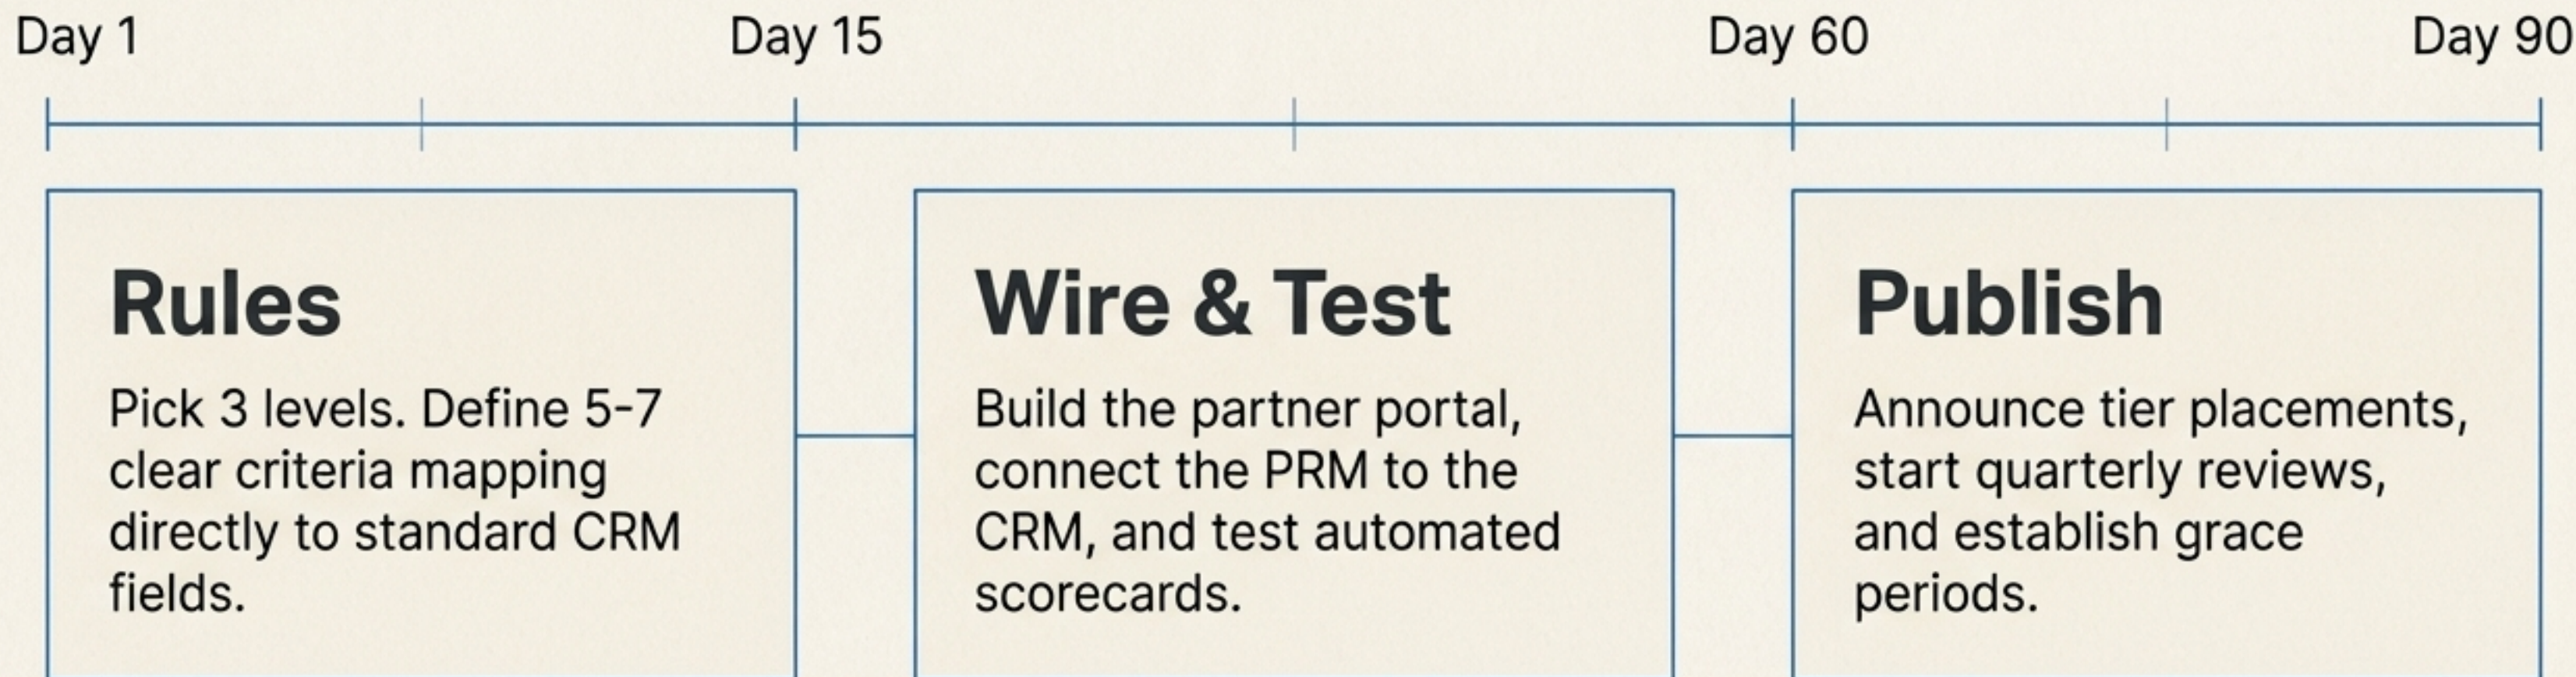 Day 1
Day 15
Day 60
Day 90
Rules
Pick 3 levels. Define 5-7
clear criteria mapping
directly to standard CRM
fields.
Wire & Test
Build the partner portal,
connect the PRM to the
CRM, and test automated
scorecards.
Publish
Announce tier placements,
start quarterly reviews,
and establish grace
periods.